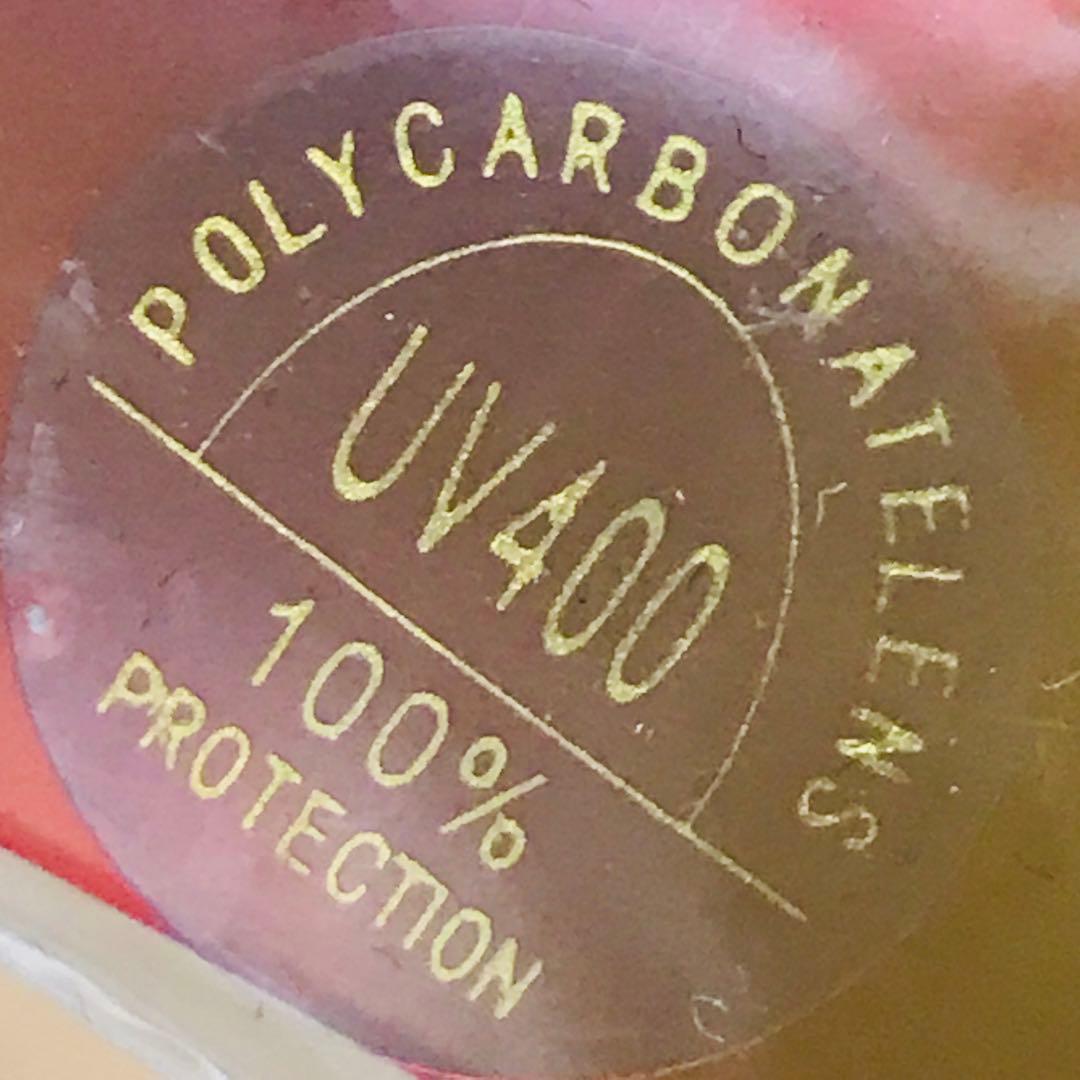 POLYCARBONATE LENS
UV400
100%
PROTECTION